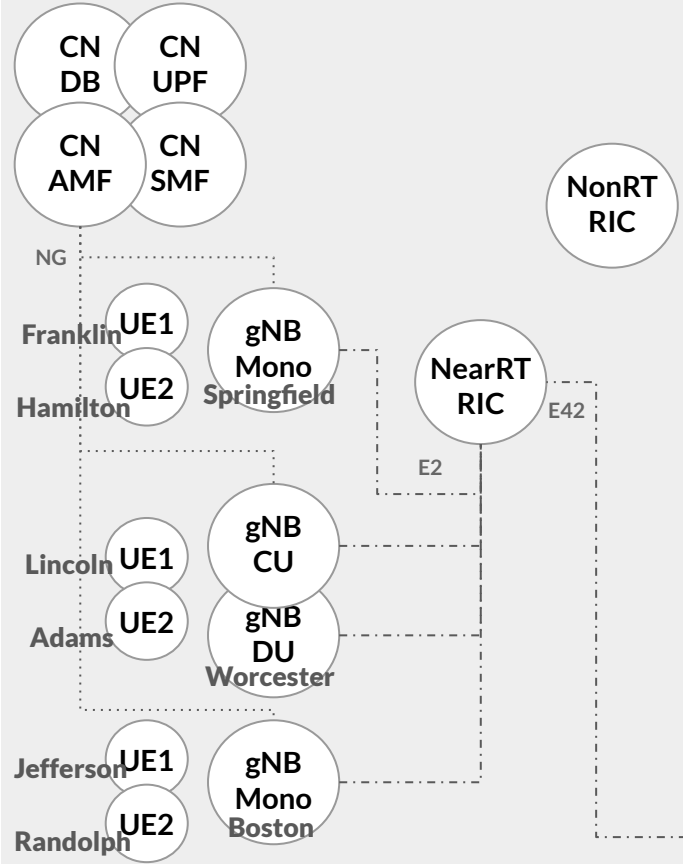 CN
DB
CN
UPF
CN
AMF
CN
SMF
NonRT
RIC
NG
Franklin
UE1
Hamilton
UE2
gNB
Mono
Springfield
NearRT
RIC
E42
E2
Lincoln
UE1
Adams
UE2
gNB
CU
gNB
DU
Worcester
Jefferson
UE1
Randolph
UE2
gNB
Mono
Boston